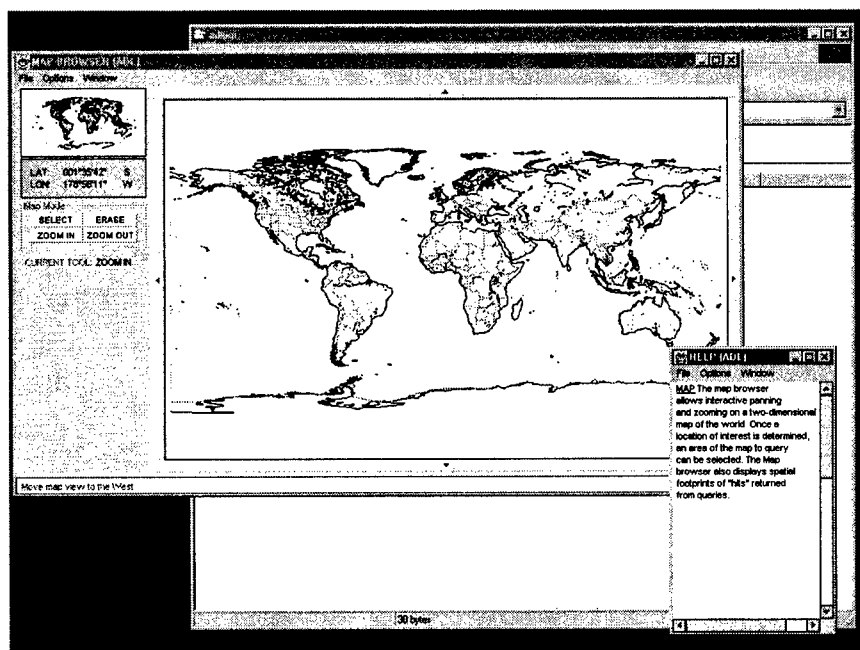 MAP BROWSER (ADL)
File Options Window
LAT 001°35'42" S
LON 178°58'11" W
Map Mode
SELECT ERASE
ZOOM IN ZOOM OUT
CURRENT TOOL: ZOOM IN
Move map view to the West
30 bytes
HELP (ADL)
File Options Window
MAP The map browser
allows interactive panning
and zooming on a two-dimensional
map of the world. Once a
location of interest is determined,
an area of the map to query
can be selected. The Map
browser also displays spatial
footprints of "hits" returned
from queries.